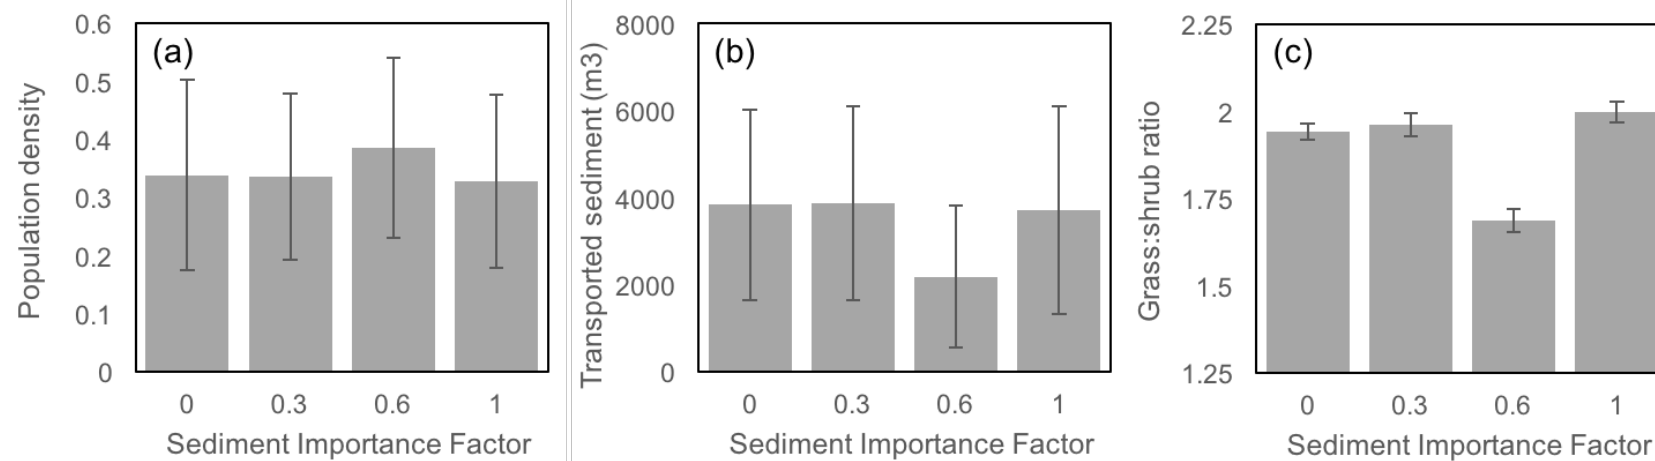 (a)
Population density
0.6
0.5
0.4
0.3
0.2
0.1
0
0 0.3 0.6 1
Sediment Importance Factor
(b)
Transported sediment (m3)
8000
6000
4000
2000
0
0 0.3 0.6 1
Sediment Importance Factor
(c)
Grass:shrub ratio
2.25
2
1.75
1.5
1.25
0 0.3 0.6 1
Sediment Importance Factor